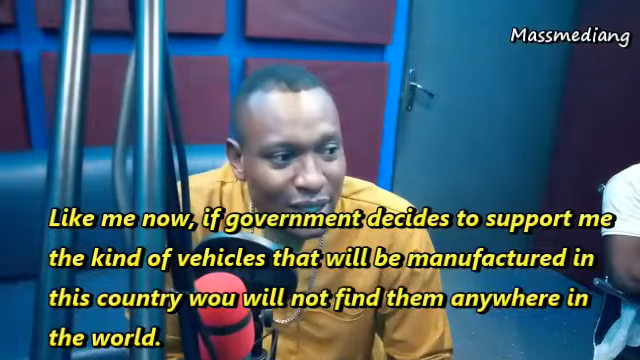 Massmediang
Like me now, if government decides to support me
the kind of vehicles that will be manufactured in
this country wou will not find them anywhere in
the world.